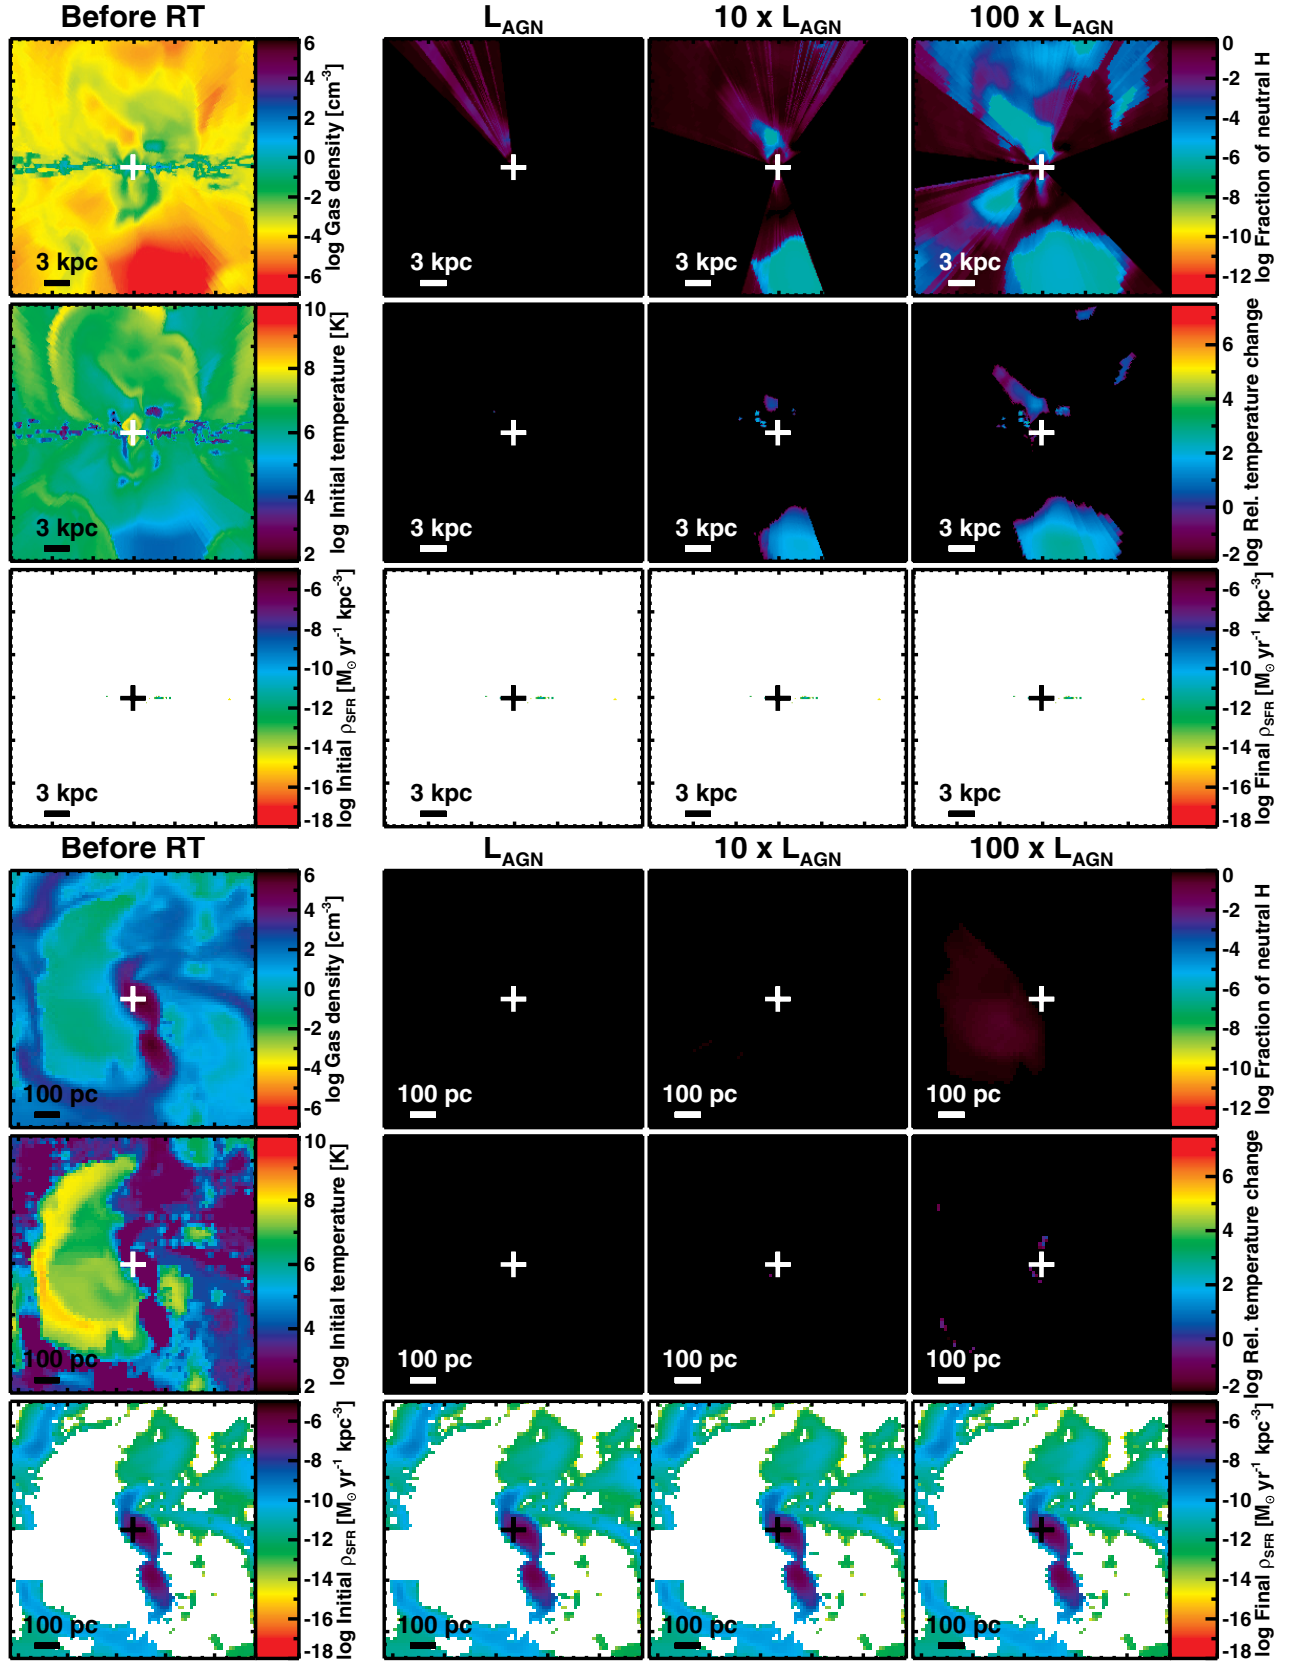 Before RT
L_AGN
10 x L_AGN
100 x L_AGN
3 kpc
6
4
2
0
-2
-4
-6
log Gas density [cm⁻³]
3 kpc
3 kpc
3 kpc
0
-2
-4
-6
-8
-10
-12
log Fraction of neutral H
3 kpc
10
8
6
4
2
log Initial temperature [K]
3 kpc
3 kpc
3 kpc
6
4
2
0
-2
log Rel. temperature change
3 kpc
-6
-8
-10
-12
-14
-16
-18
log Initial ρ_SFR [M⊙ yr⁻¹ kpc⁻³]
3 kpc
3 kpc
3 kpc
-6
-8
-10
-12
-14
-16
-18
log Final ρ_SFR [M⊙ yr⁻¹ kpc⁻³]
Before RT
L_AGN
10 x L_AGN
100 x L_AGN
100 pc
6
4
2
0
-2
-4
-6
log Gas density [cm⁻³]
100 pc
100 pc
100 pc
0
-2
-4
-6
-8
-10
-12
log Fraction of neutral H
100 pc
10
8
6
4
2
log Initial temperature [K]
100 pc
100 pc
100 pc
6
4
2
0
-2
log Rel. temperature change
100 pc
-6
-8
-10
-12
-14
-16
-18
log Initial ρ_SFR [M⊙ yr⁻¹ kpc⁻³]
100 pc
100 pc
100 pc
-6
-8
-10
-12
-14
-16
-18
log Final ρ_SFR [M⊙ yr⁻¹ kpc⁻³]